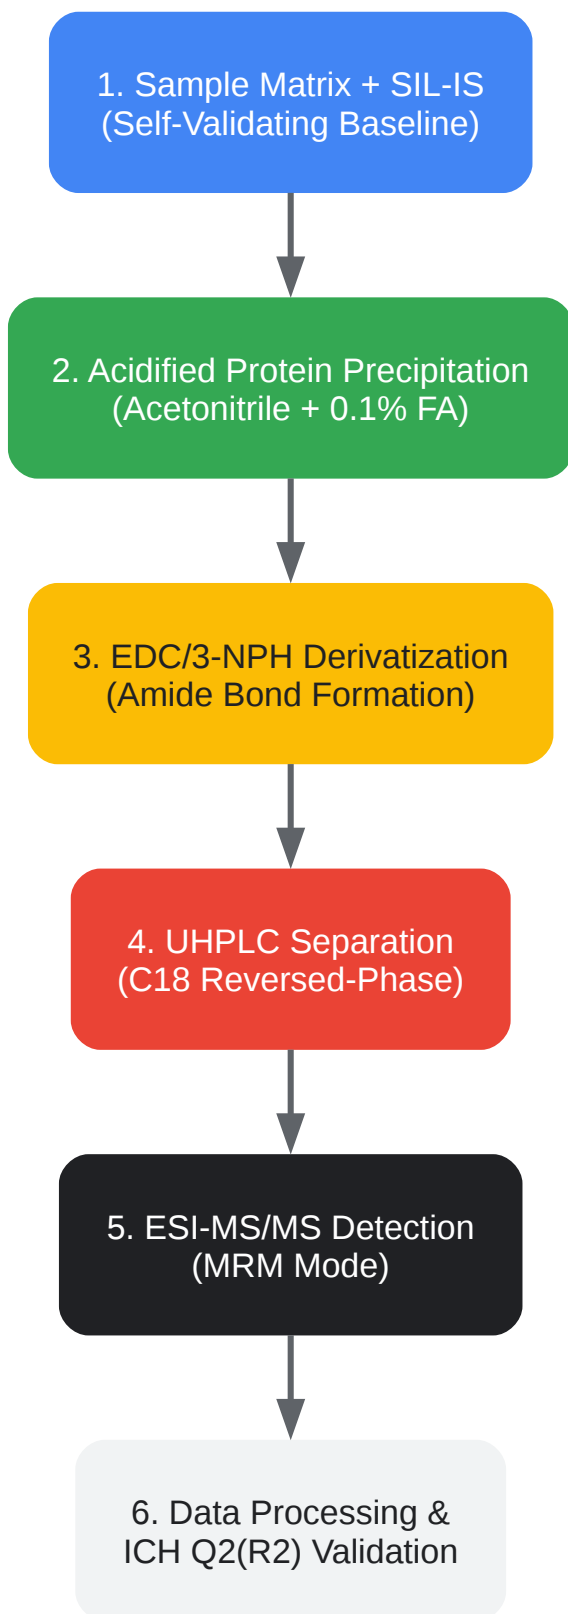 1. Sample Matrix + SIL-IS
(Self-Validating Baseline)
2. Acidified Protein Precipitation
(Acetonitrile + 0.1% FA)
3. EDC/3-NPH Derivatization
(Amide Bond Formation)
4. UHPLC Separation
(C18 Reversed-Phase)
5. ESI-MS/MS Detection
(MRM Mode)
6. Data Processing &
ICH Q2(R2) Validation